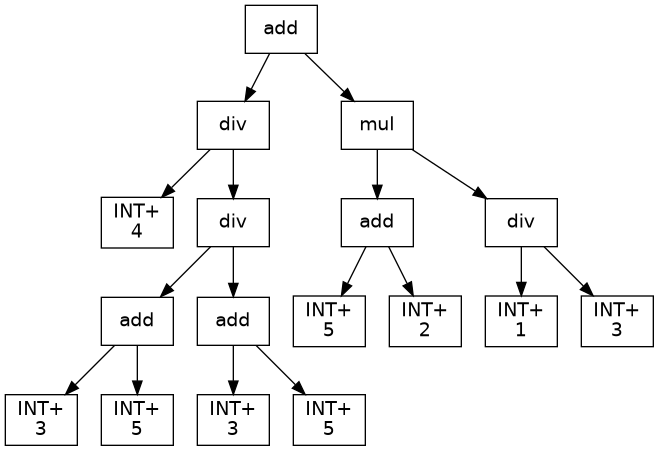 add
div
mul
INT+
4
div
add
div
add
add
INT+
5
INT+
2
INT+
1
INT+
3
INT+
3
INT+
5
INT+
3
INT+
5